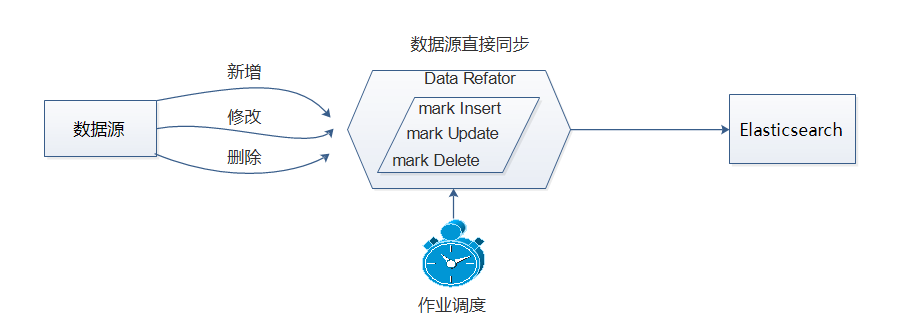 数据源直接同步
数据源
新增
修改
删除
Data Refator
mark Insert
mark Update
mark Delete
Elasticsearch
作业调度